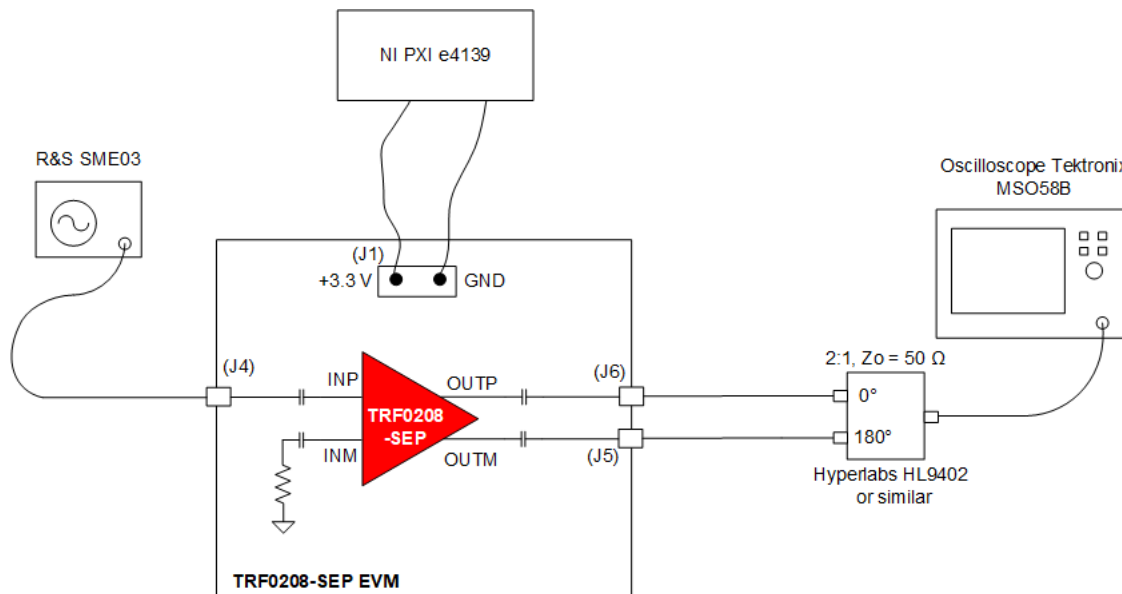 NI PXI e4139
R&S SME03
Oscilloscope Tektronix
MSO58B
(J1)
+3.3 V
GND
2:1, Zo = 50 Ω
(J4)
INP
OUTP
(J6)
0°
TRF0208
-SEP
180°
INM
OUTM
(J5)
Hyperlabs HL9402
or similar
TRF0208-SEP EVM